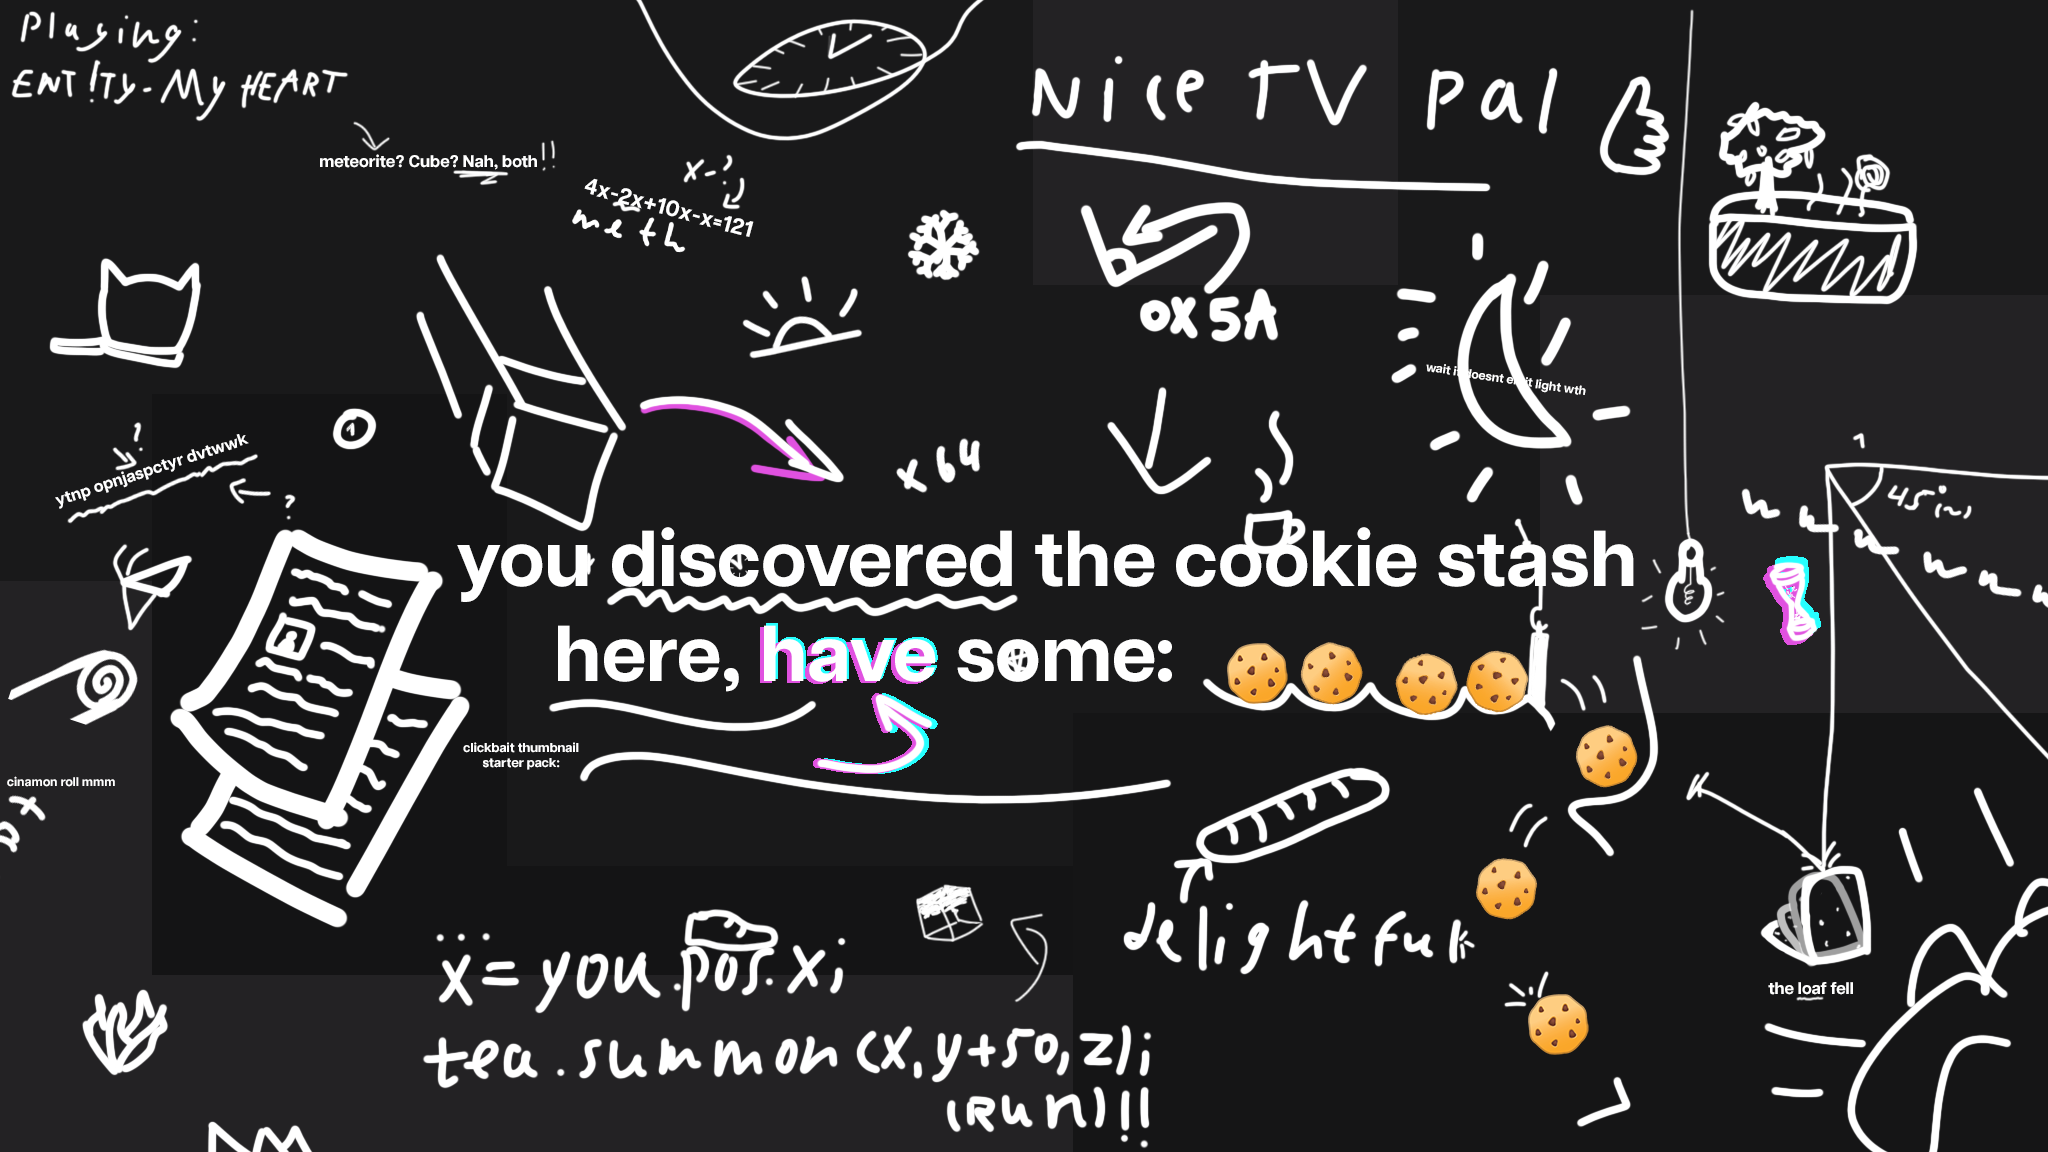 Playing:
ENT!TY - My HEART
Nice TV pal
meteorite? Cube? Nah, both!!
x-?
4x-2x+10x-x=121
meth
0X5A
wait it doesnt emit light wth
1
?
ytnp opnjaspctyr dvtwwk
?
x64
1
45(~)
you discovered the cookie stash
here, have some:
clickbait thumbnail
starter pack:
cinamon roll mmm
delightful
x = you.pos.x;
the loaf fell
tea.summon(x,y+50,z);
(Run)!!